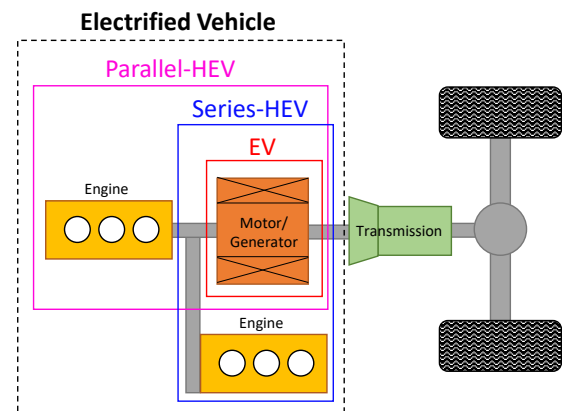 Electrified Vehicle
Parallel-HEV
Series-HEV
EV
Engine
Motor/
Generator
Transmission
Engine